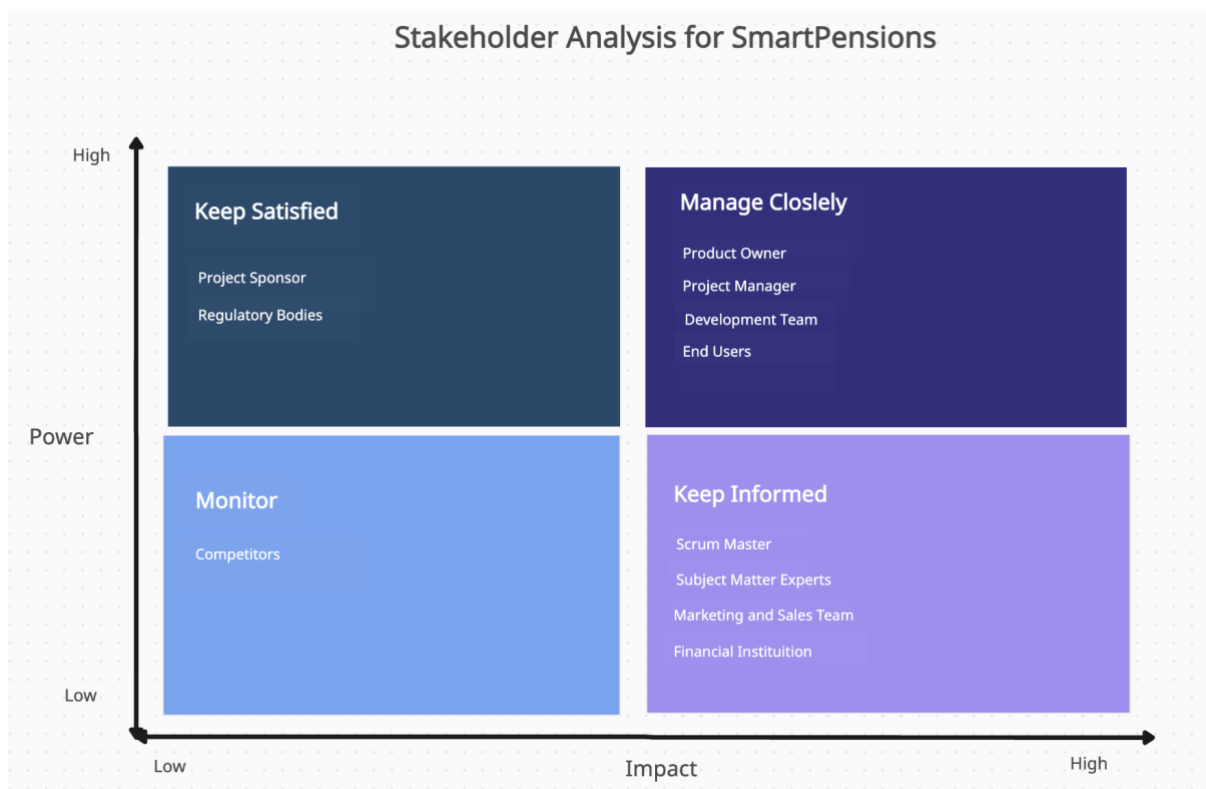 Stakeholder Analysis for SmartPensions
High
Keep Satisfied
Project Sponsor
Regulatory Bodies
Manage Closlely
Product Owner
Project Manager
Development Team
End Users
Power
Monitor
Competitors
Keep Informed
Scrum Master
Subject Matter Experts
Marketing and Sales Team
Financial Instituition
Low
Low
Impact
High